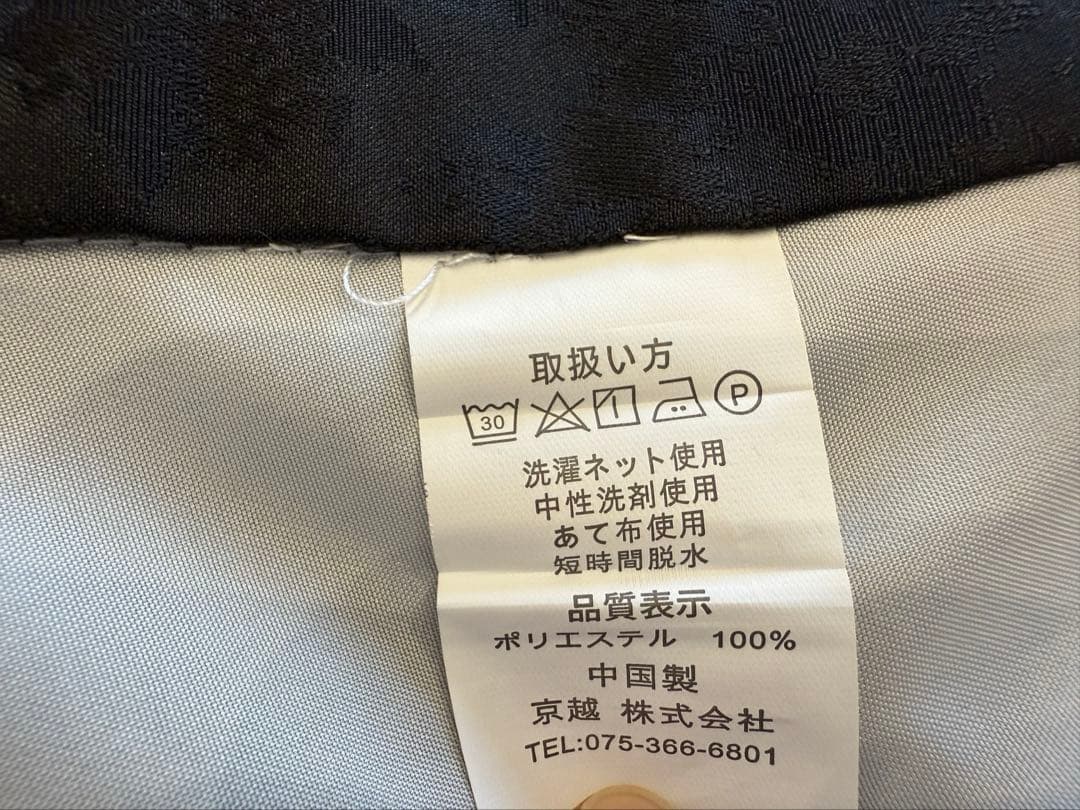 取扱い方
30 P
洗濯ネット使用
中性洗剤使用
あて布使用
短時間脱水
品質表示
ポリエステル 100%
中国製
京越 株式会社
TEL:075-366-6801